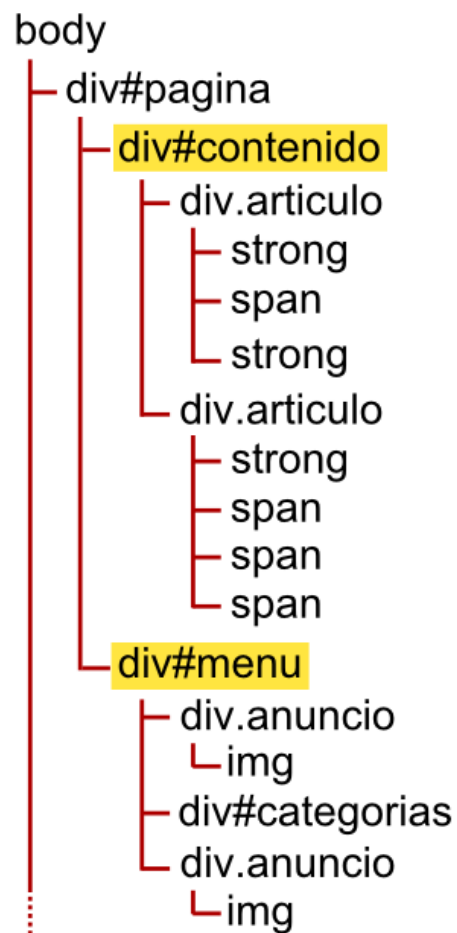 body
div#pagina
div#contenido
div.articulo
strong
span
strong
div.articulo
strong
span
span
span
div#menu
div.anuncio
img
div#categorias
div.anuncio
img